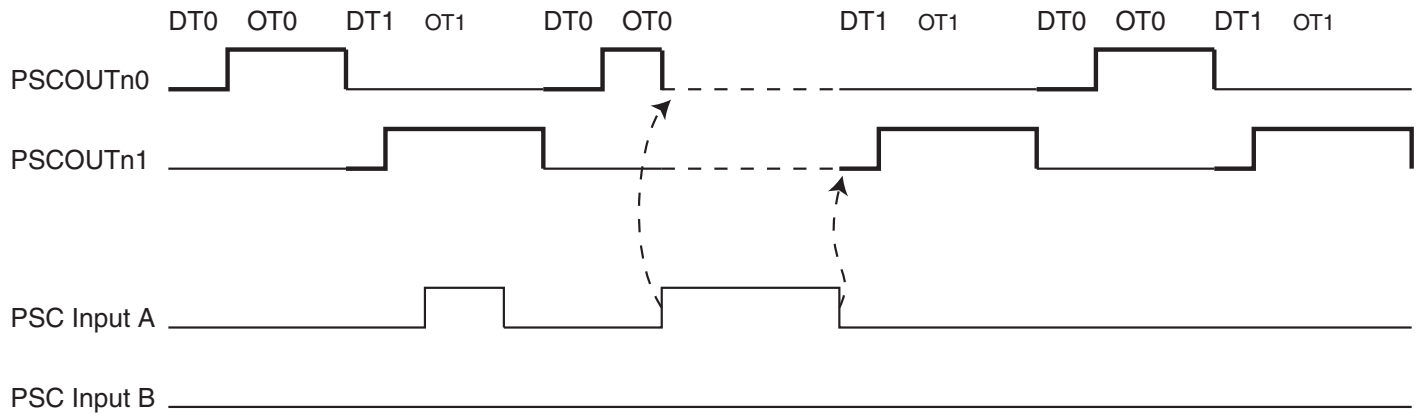 DT0 OT0 DT1 OT1 DT0 OT0 DT1 OT1 DT0 OT0 DT1 OT1
PSCOUTn0
PSCOUTn1
PSC Input A
PSC Input B